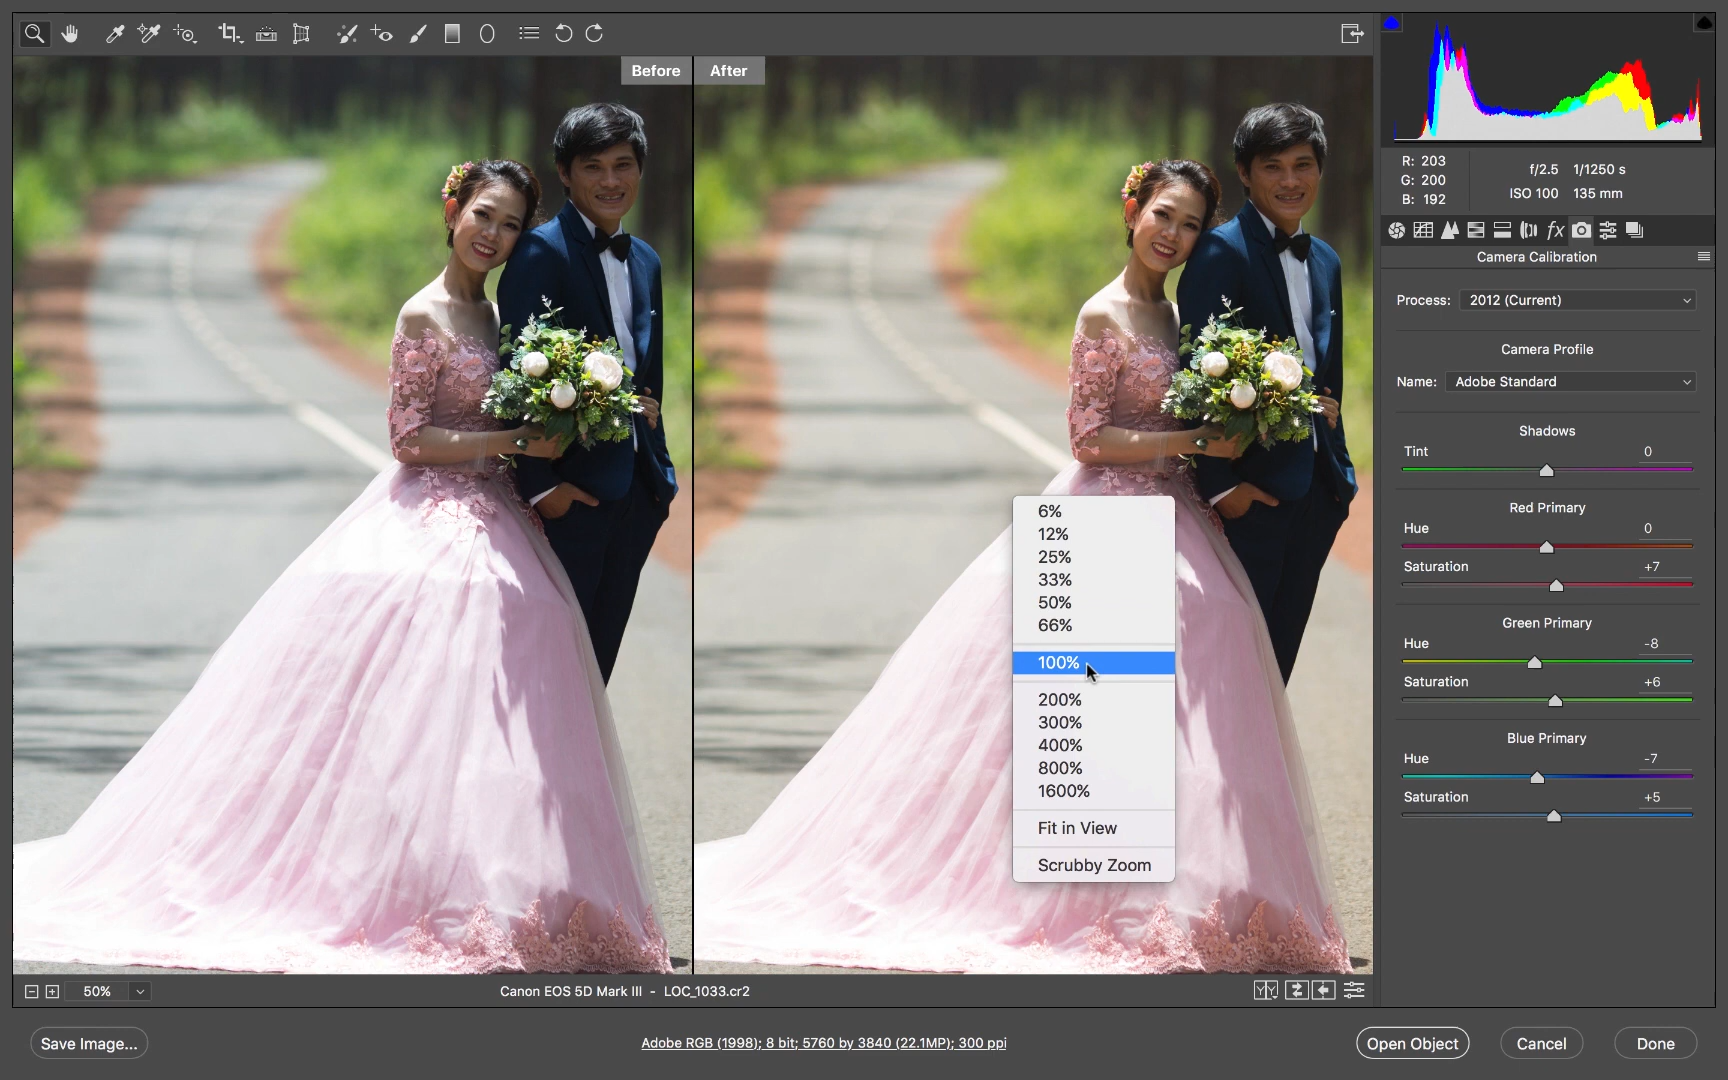 Before
After
R: 203
G: 200
B: 192
f/2.5 1/1250 s
ISO 100 135 mm
fx
Camera Calibration
Process: 2012 (Current)
Camera Profile
Name: Adobe Standard
Shadows
Tint 0
Red Primary
Hue 0
Saturation +7
Green Primary
Hue -8
Saturation +6
Blue Primary
Hue -7
Saturation +5
6%
12%
25%
33%
50%
66%
100%
200%
300%
400%
800%
1600%
Fit in View
Scrubby Zoom
50%
Canon EOS 5D Mark III - LOC_1033.cr2
Save Image...
Adobe RGB (1998); 8 bit; 5760 by 3840 (22.1MP); 300 ppi
Open Object
Cancel
Done